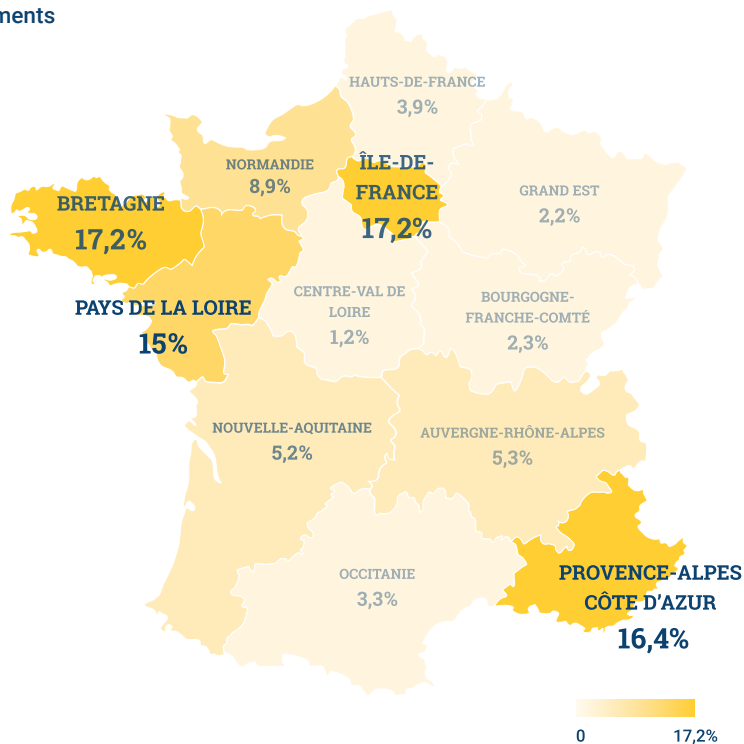 HAUTS-DE-FRANCE
3,9%
NORMANDIE
8,9%
ÎLE-DE-
FRANCE
17,2%
GRAND EST
2,2%
BRETAGNE
17,2%
PAYS DE LA LOIRE
15%
CENTRE-VAL DE
LOIRE
1,2%
BOURGOGNE-
FRANCHE-COMTÉ
2,3%
NOUVELLE-AQUITAINE
5,2%
AUVERGNE-RHÔNE-ALPES
5,3%
OCCITANIE
3,3%
PROVENCE-ALPES
CÔTE D’AZUR
16,4%
0
17,2%